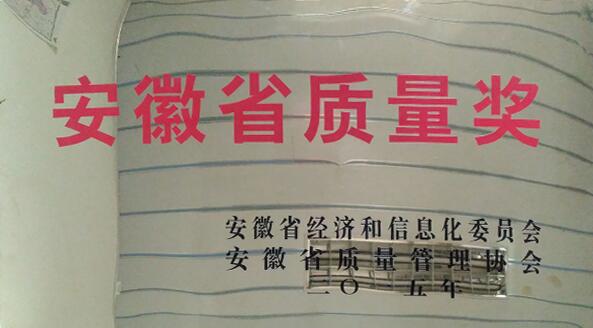 安徽省质量奖
安徽省经济和信息化委员会
安徽省质量管理协会
二〇一五年